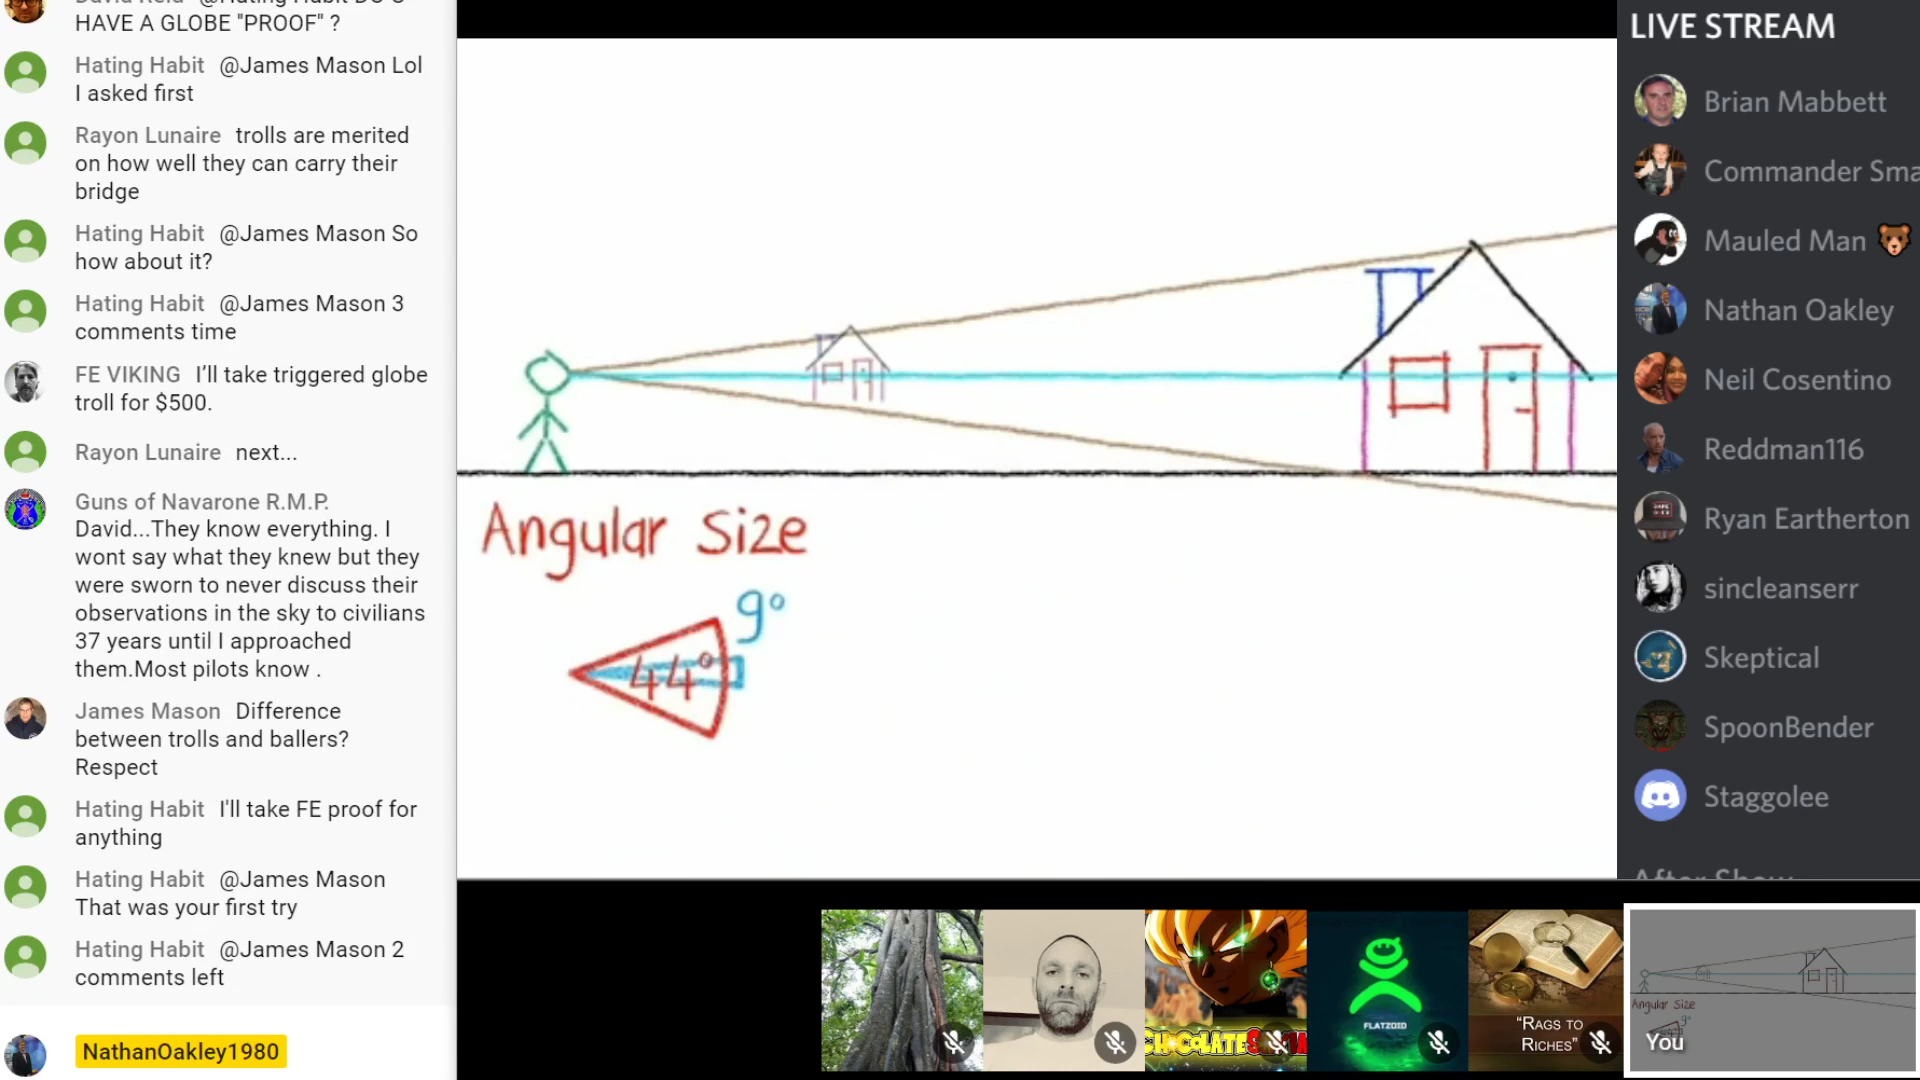 HAVE A GLOBE "PROOF" ?
Hating Habit @James Mason Lol
I asked first
Rayon Lunaire trolls are merited
on how well they can carry their
bridge
Hating Habit @James Mason So
how about it?
Hating Habit @James Mason 3
comments time
FE VIKING I’ll take triggered globe
troll for $500.
Rayon Lunaire next...
Guns of Navarone R.M.P.
David...They know everything. I
wont say what they knew but they
were sworn to never discuss their
observations in the sky to civilians
37 years until I approached
them.Most pilots know .
James Mason Difference
between trolls and ballers?
Respect
Hating Habit I'll take FE proof for
anything
Hating Habit @James Mason
That was your first try
Hating Habit @James Mason 2
comments left
NathanOakley1980
Angular Size
9°
44°
LIVE STREAM
Brian Mabbett
Commander Sma
Mauled Man 🐻
Nathan Oakley
Neil Cosentino
Reddman116
Ryan Eartherton
sincleanserr
Skeptical
SpoonBender
Staggolee
After Show
FLATZOID
“RAGS TO
RICHES”
Angular Size
9°
You